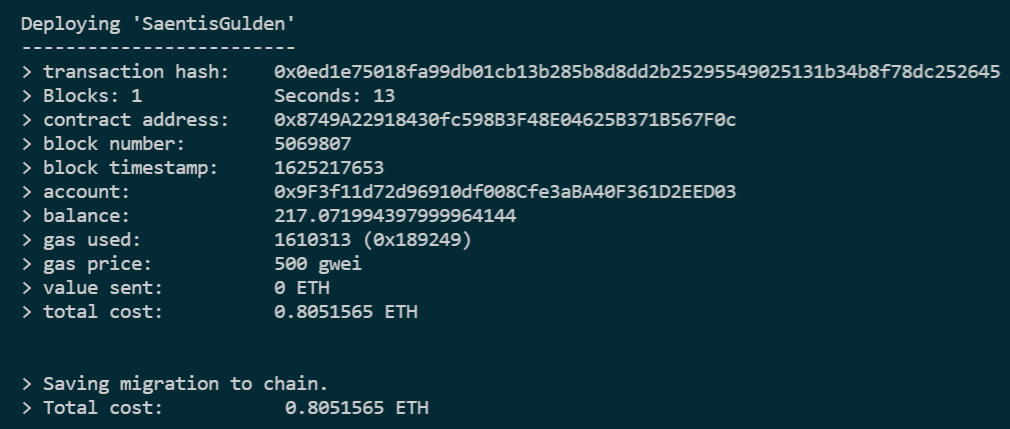 Deploying 'SaentisGulden'
-------------------------
> transaction hash: 0x0ed1e75018fa99db01cb13b285b8d8dd2b25295549025131b34b8f78dc252645
> Blocks: 1 Seconds: 13
> contract address: 0x8749A22918430fc598B3F48E04625B371B567F0c
> block number: 5069807
> block timestamp: 1625217653
> account: 0x9F3f11d72d96910df008Cfe3aBA40F361D2EED03
> balance: 217.071994397999964144
> gas used: 1610313 (0x189249)
> gas price: 500 gwei
> value sent: 0 ETH
> total cost: 0.8051565 ETH
> Saving migration to chain.
> Total cost: 0.8051565 ETH